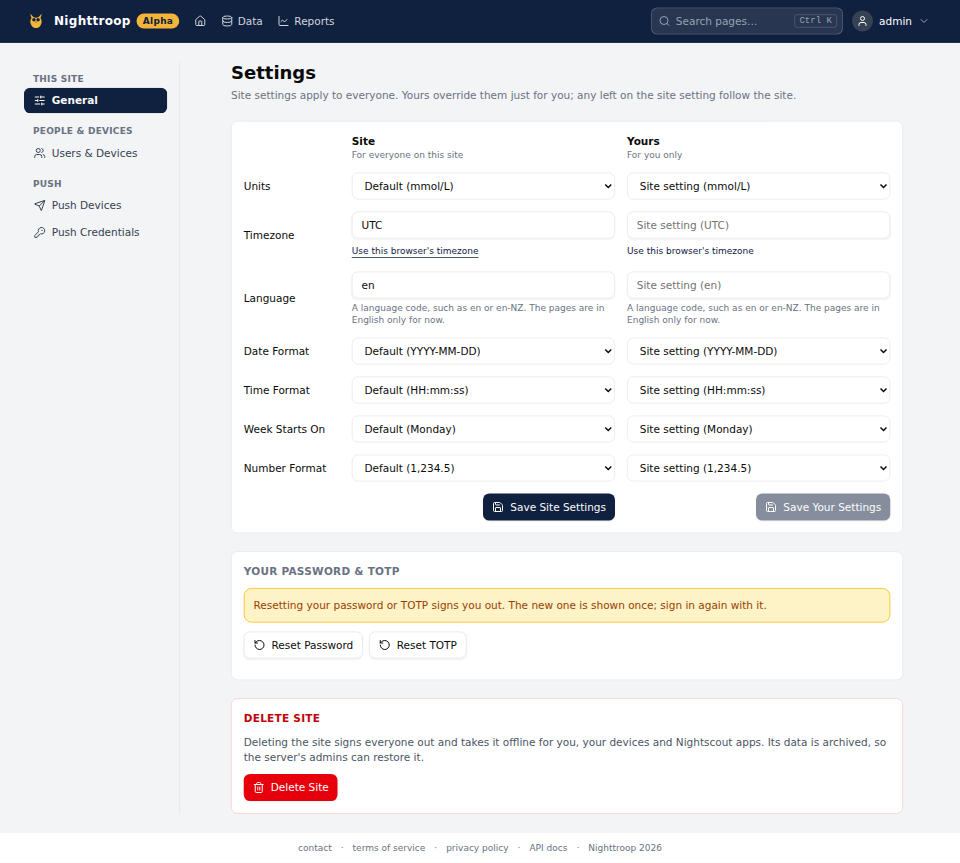 Nighttroop Alpha Data Reports Search pages... Ctrl K admin
THIS SITE
General
PEOPLE & DEVICES
Users & Devices
PUSH
Push Devices
Push Credentials
Settings
Site settings apply to everyone. Yours override them just for you; any left on the site setting follow the site.
Site Yours
For everyone on this site For you only
Units Default (mmol/L) Site setting (mmol/L)
Timezone UTC Site setting (UTC)
Use this browser's timezone Use this browser's timezone
Language en Site setting (en)
A language code, such as en or en-NZ. The pages are in A language code, such as en or en-NZ. The pages are in
English only for now. English only for now.
Date Format Default (YYYY-MM-DD) Site setting (YYYY-MM-DD)
Time Format Default (HH:mm:ss) Site setting (HH:mm:ss)
Week Starts On Default (Monday) Site setting (Monday)
Number Format Default (1,234.5) Site setting (1,234.5)
Save Site Settings Save Your Settings
YOUR PASSWORD & TOTP
Resetting your password or TOTP signs you out. The new one is shown once; sign in again with it.
Reset Password Reset TOTP
DELETE SITE
Deleting the site signs everyone out and takes it offline for you, your devices and Nightscout apps. Its data is archived, so
the server's admins can restore it.
Delete Site
contact · terms of service · privacy policy · API docs · Nighttroop 2026